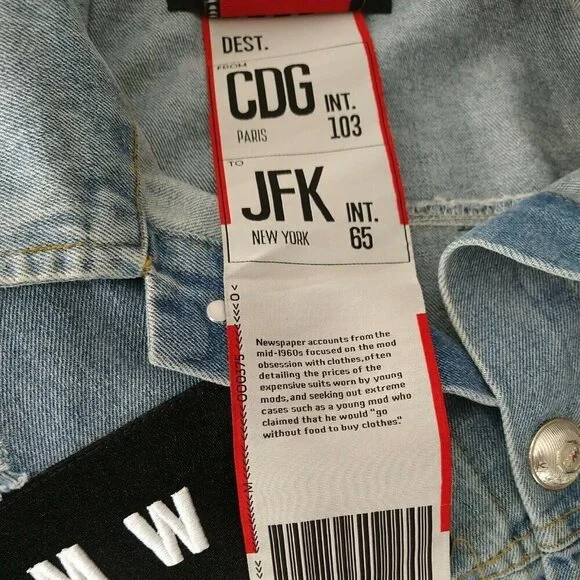 DEST.
FROM
CDG INT.
PARIS 103
TO
JFK INT.
NEW YORK 65
Newspaper accounts from the
mid-1960s focused on the mod
obsession with clothes, often
detailing the prices of the
expensive suits worn by young
mods, and seeking out extreme
cases such as a young mod who
claimed that he would "go
without food to buy clothes."
000375
M W